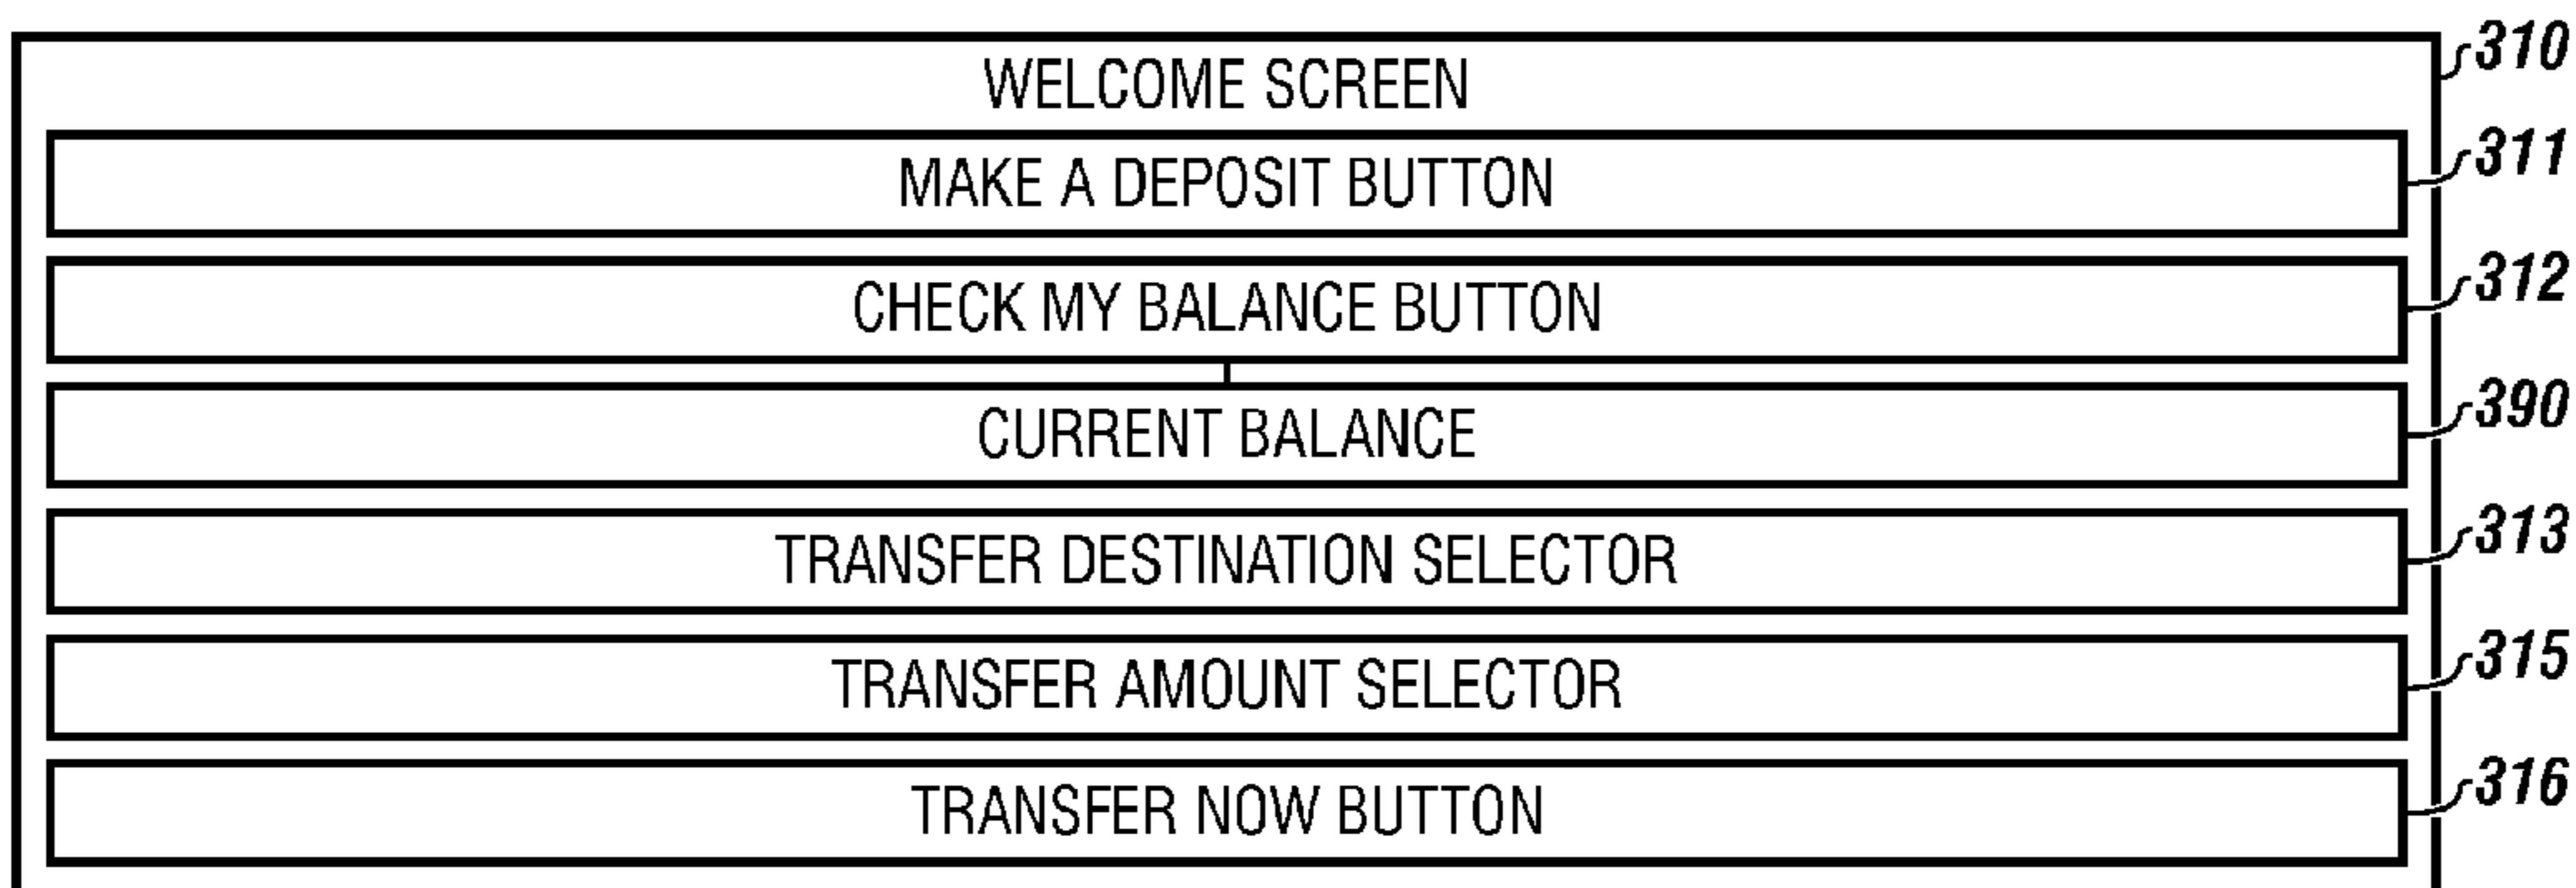 310
WELCOME SCREEN
311
MAKE A DEPOSIT BUTTON
312
CHECK MY BALANCE BUTTON
390
CURRENT BALANCE
313
TRANSFER DESTINATION SELECTOR
315
TRANSFER AMOUNT SELECTOR
316
TRANSFER NOW BUTTON